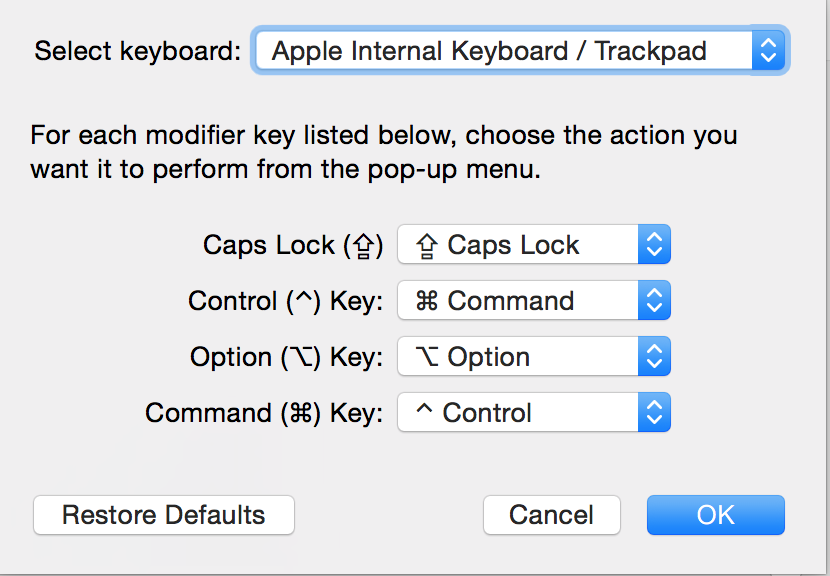 Select keyboard: Apple Internal Keyboard / Trackpad
For each modifier key listed below, choose the action you
want it to perform from the pop-up menu.
Caps Lock (⇪) ⇪ Caps Lock
Control (^) Key: ⌘ Command
Option (⌥) Key: ⌥ Option
Command (⌘) Key: ^ Control
Restore Defaults Cancel OK